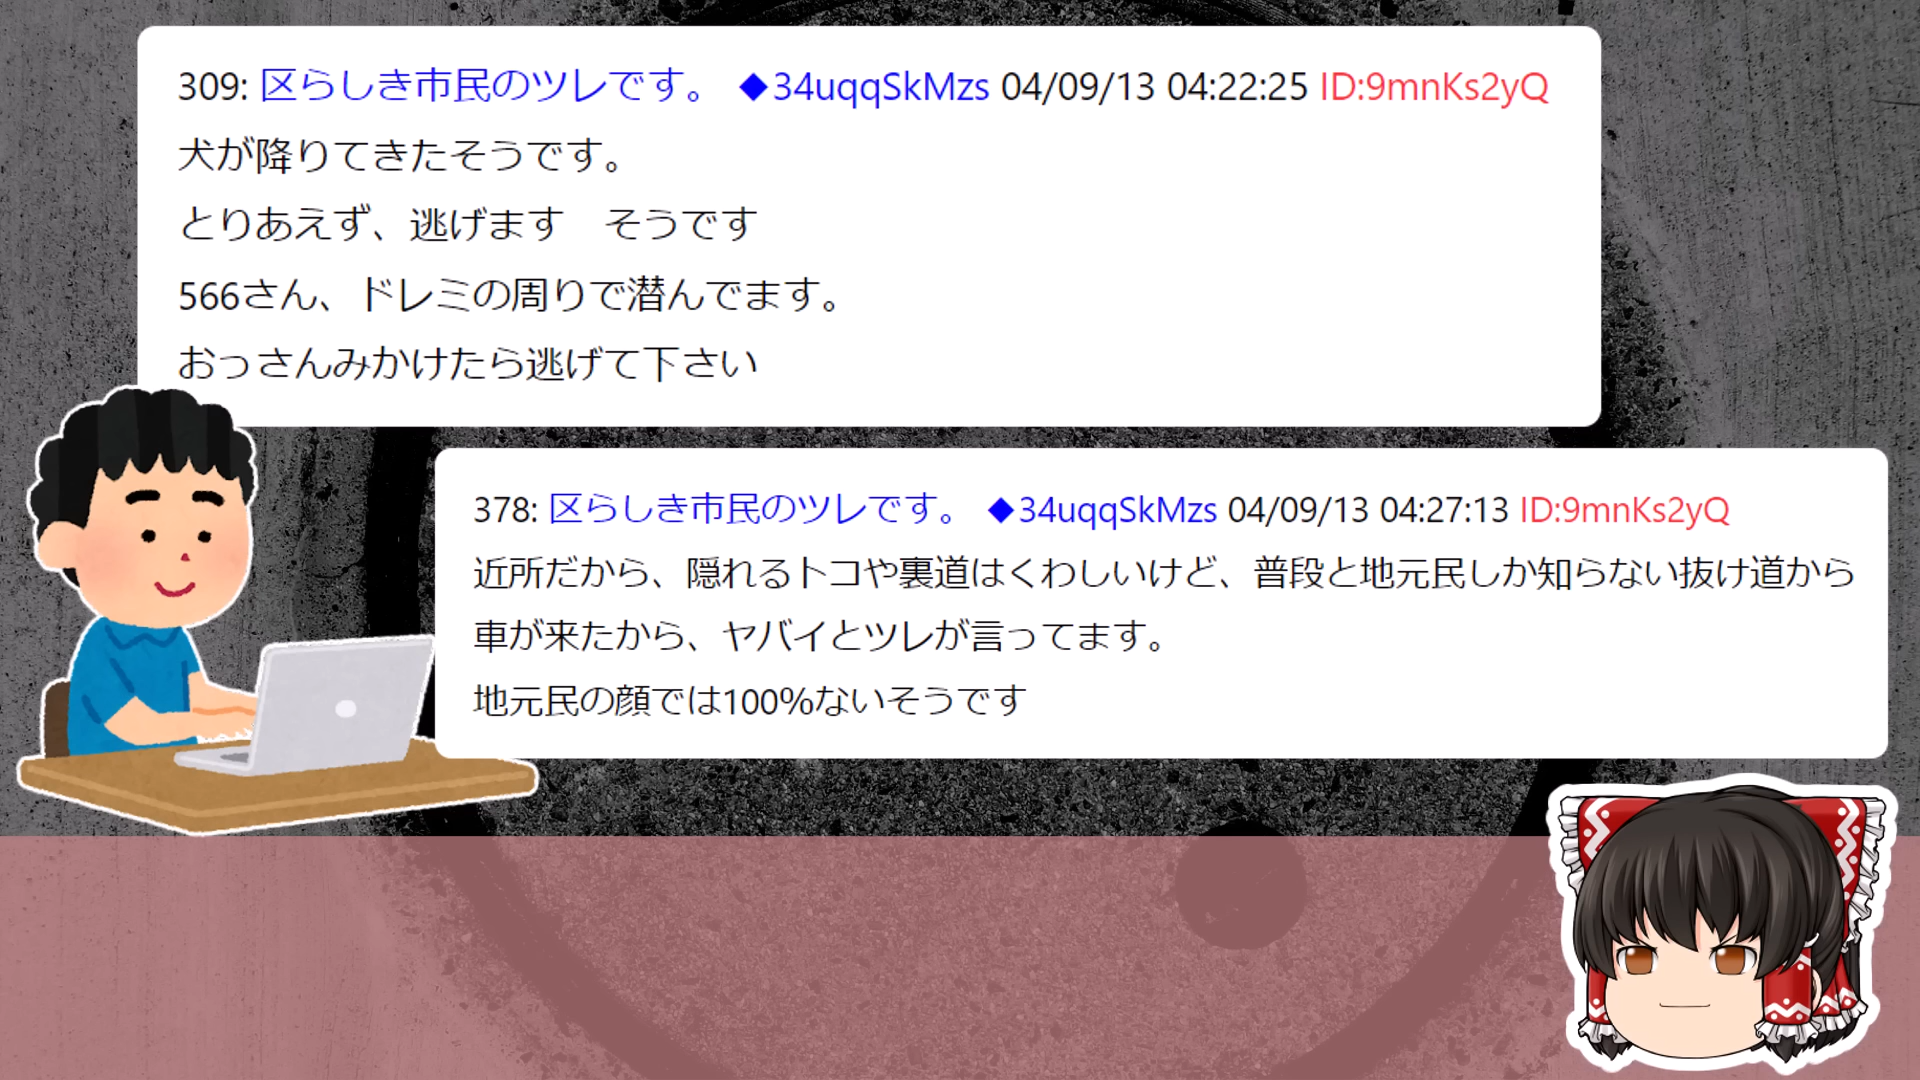 309: 区らしき市民のツレです。 ◆34uqqSkMzs 04/09/13 04:22:25 ID:9mnKs2yQ
犬が降りてきたそうです。
とりあえず、逃げます　そうです
566さん、ドレミの周りで潜んでます。
おっさんみかけたら逃げて下さい
378: 区らしき市民のツレです。 ◆34uqqSkMzs 04/09/13 04:27:13 ID:9mnKs2yQ
近所だから、隠れるトコや裏道はくわしいけど、普段と地元民しか知らない抜け道から
車が来たから、ヤバイとツレが言ってます。
地元民の顔では100%ないそうです